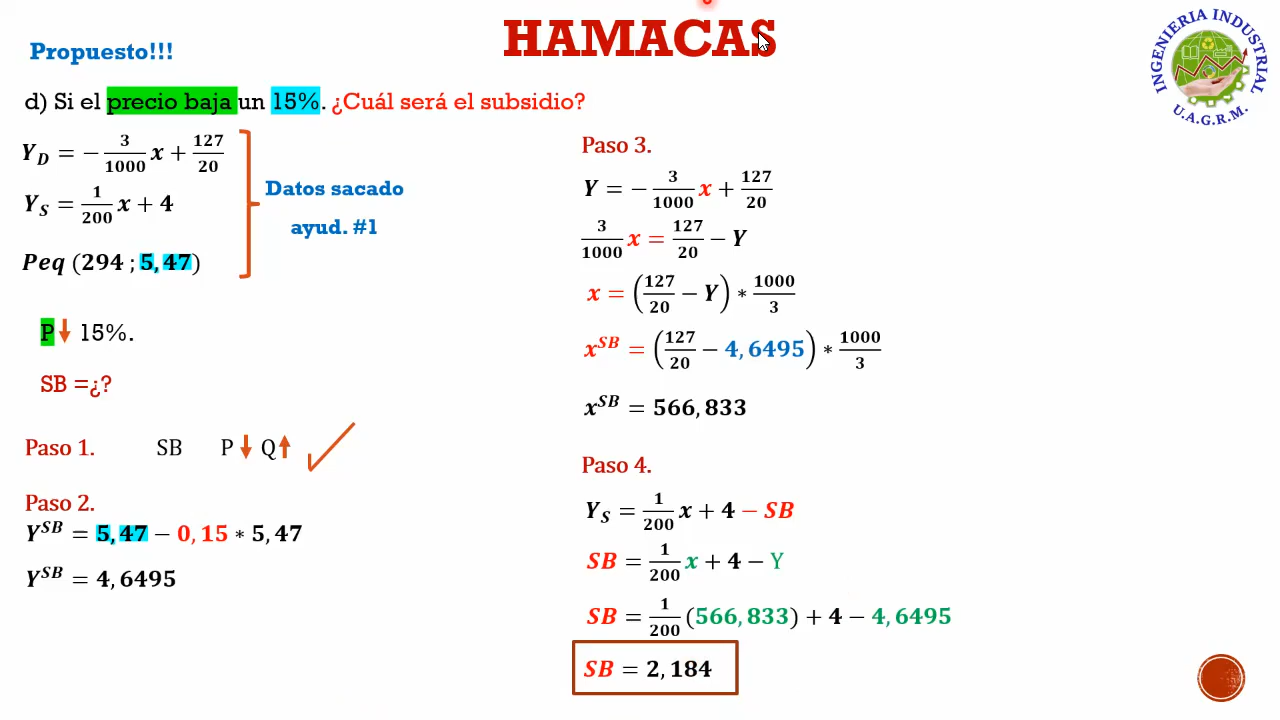 HAMACAS
Propuesto!!!
d) Si el precio baja un 15%. ¿Cuál será el subsidio?
Y_D = −3/1000 x + 127/20
Y_S = 1/200 x + 4
Peq (294 ; 5,47)
Datos sacado
ayud. #1
P↓ 15%.
SB =¿?
Paso 1. SB P↓ Q↑
Paso 2.
Y^SB = 5,47 − 0,15 ∗ 5,47
Y^SB = 4,6495
Paso 3.
Y = −3/1000 x + 127/20
3/1000 x = 127/20 − Y
x = (127/20 − Y) ∗ 1000/3
x^SB = (127/20 − 4,6495) ∗ 1000/3
x^SB = 566,833
Paso 4.
Y_S = 1/200 x + 4 − SB
SB = 1/200 x + 4 − Y
SB = 1/200 (566,833) + 4 − 4,6495
SB = 2,184
INGENIERIA INDUSTRIAL
U.A.G.R.M.